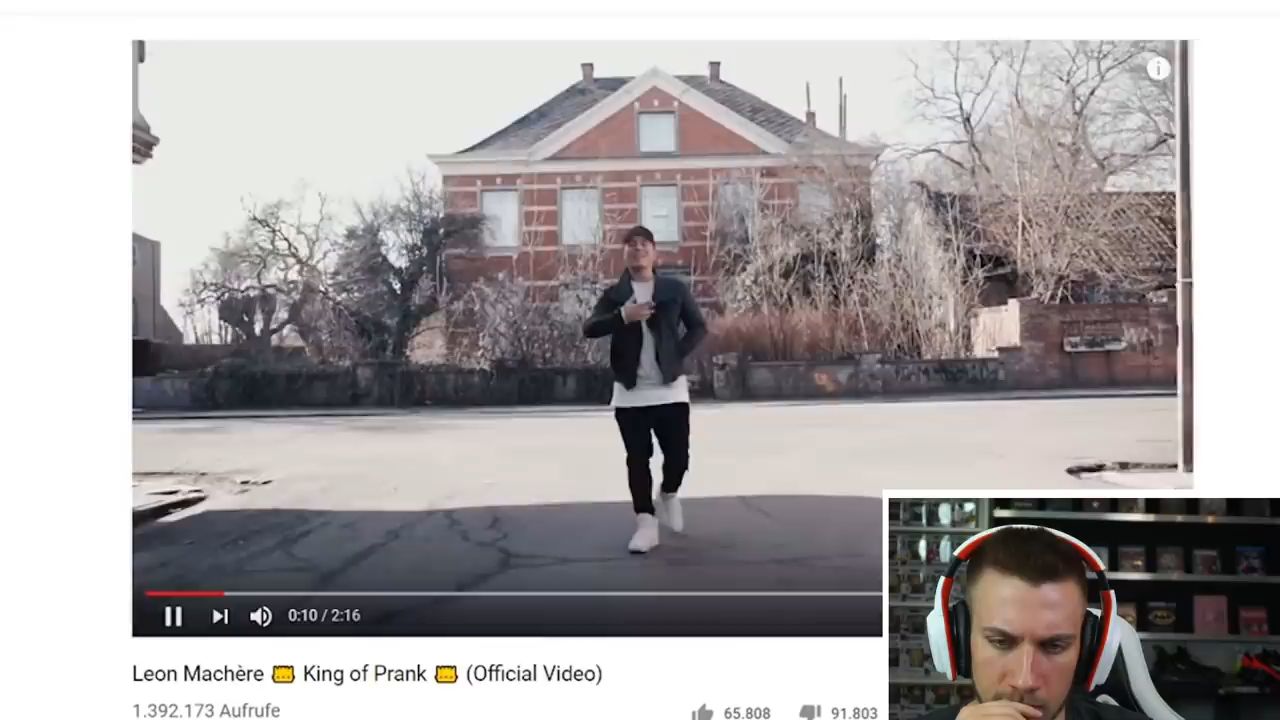 0:10 / 2:16
Leon Machère 👑 King of Prank 👑 (Official Video)
1.392.173 Aufrufe
65.808
91.803